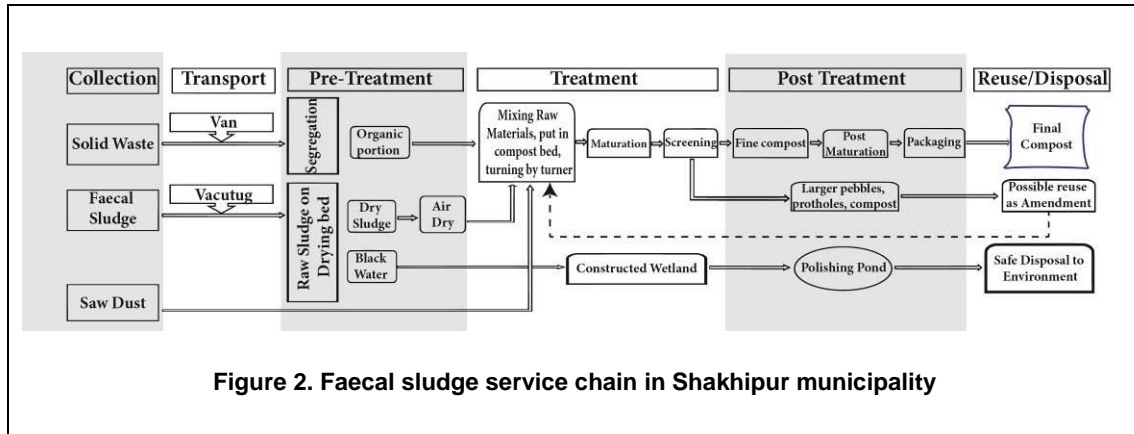 Collection
Transport
Pre-Treatment
Treatment
Post Treatment
Reuse/Disposal
Solid Waste
Van
Segregation
Organic
portion
Mixing Raw
Materials, put in
compost bed,
turning by turner
Maturation
Screening
Fine compost
Post
Maturation
Packaging
Final
Compost
Faecal
Sludge
Vacutug
Raw Sludge on
Drying bed
Dry
Sludge
Air
Dry
Larger pebbles,
protholes, compost
Possible reuse
as Amendment
Black
Water
Constructed Wetland
Polishing Pond
Safe Disposal to
Environment
Saw Dust
Figure 2. Faecal sludge service chain in Shakhipur municipality